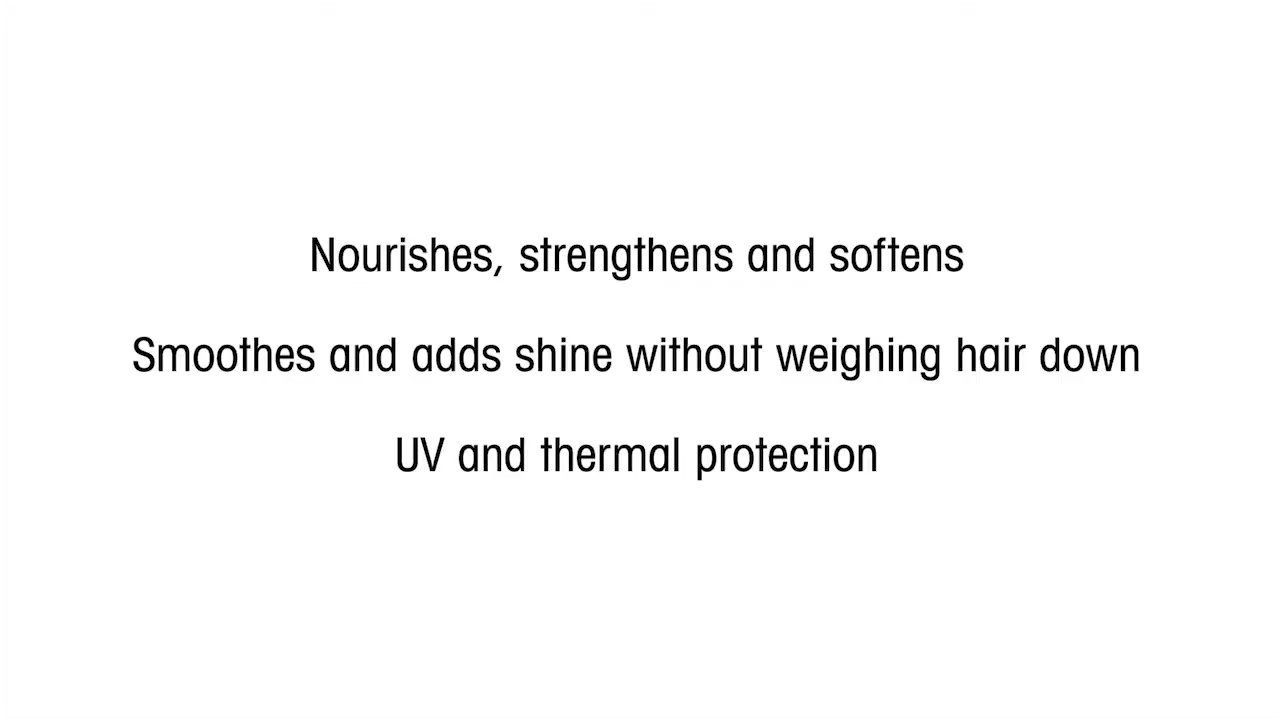 Nourishes, strengthens and softens
Smoothes and adds shine without weighing hair down
UV and thermal protection